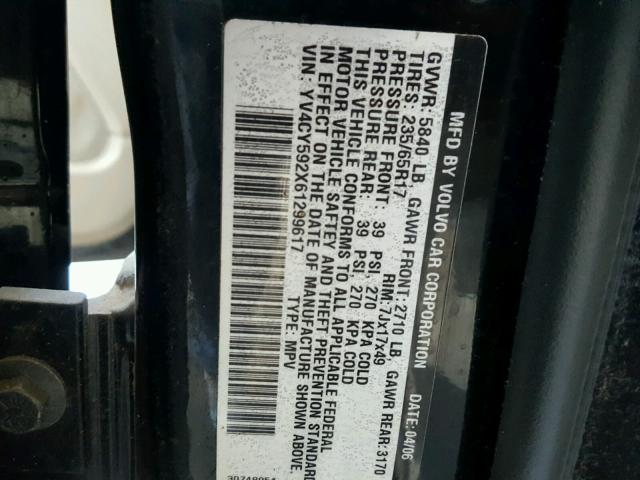 MFD BY VOLVO CAR CORPORATION DATE: 04/06
GVWR: 5840 LB, GAWR FRONT: 2710 LB GAWR REAR: 3170
TIRES: 235/65R17, RIM: 7Jx17x49
PRESSURE FRONT: 39 PSI, 270 KPA COLD
PRESSURE REAR: 39 PSI, 270 KPA COLD
THIS VEHICLE CONFORMS TO ALL APPLICABLE FEDERAL
MOTOR VEHICLE SAFTEY AND THEFT PREVENTION STANDAR
IN EFFECT ON THE DATE OF MANUFACTURE SHOWN ABOVE.
YV4CY592X61299617 TYPE: MPV